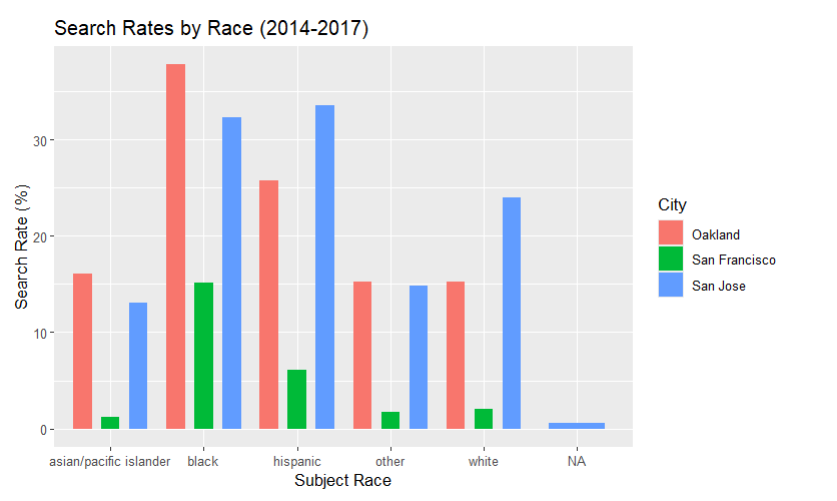 Search Rates by Race (2014-2017)
Search Rate (%)
30
20
10
0
asian/pacific islander black hispanic other white NA
Subject Race
City
Oakland
San Francisco
San Jose